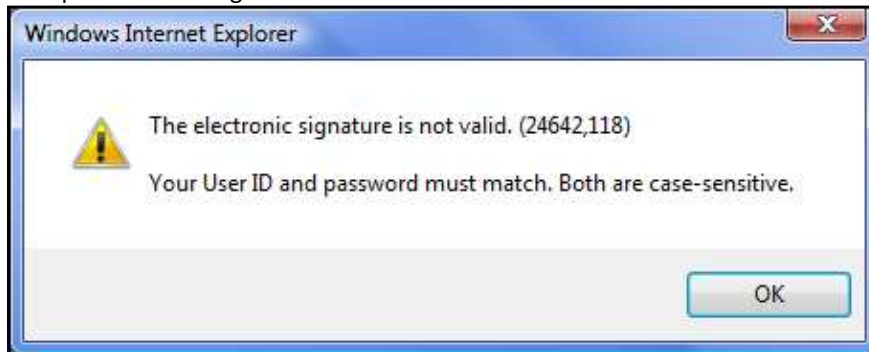 Windows Internet Explorer
The electronic signature is not valid. (24642,118)
Your User ID and password must match. Both are case-sensitive.
OK